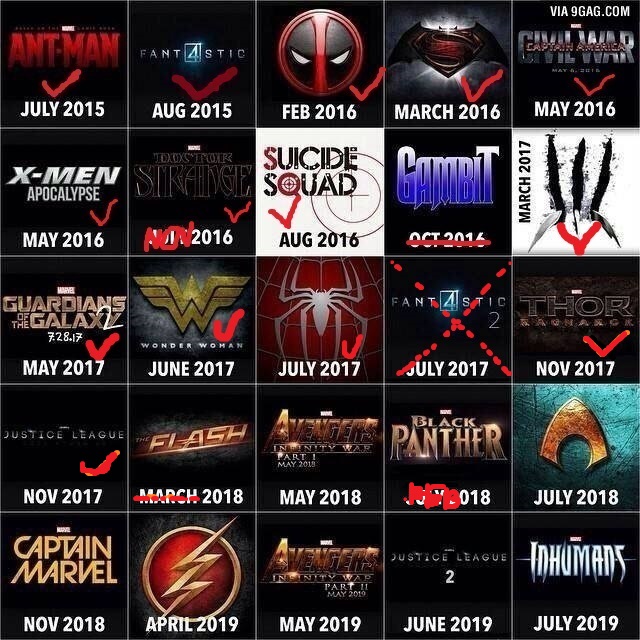 VIA 9GAG.COM
BASED ON THE MARVEL COMIC BOOK
ANT-MAN
JULY 2015
FANT4STIC
AUG 2015
FEB 2016
MARCH 2016
MARVEL
CIVIL WAR
CAPTAIN AMERICA
MAY 6, 2016
MAY 2016
X-MEN
APOCALYPSE
MAY 2016
MARVEL
DOCTOR
STRANGE
NOV 2016
SUICIDE
SQUAD
AUG 2016
GAMBIT
OCT 2016
MARCH 2017
MARVEL
GUARDIANS
OF THE GALAXY
2
7.28.17
MAY 2017
WONDER WOMAN
JUNE 2017
JULY 2017
FANT4STIC
2
JULY 2017
MARVEL
THOR
RAGNAROK
NOV 2017
JUSTICE LEAGUE
NOV 2017
THE FLASH
MARCH 2018
MARVEL
AVENGERS
INFINITY WAR
PART I
MAY 2018
MAY 2018
MARVEL
BLACK
PANTHER
FEB 2018
JULY 2018
MARVEL
CAPTAIN
MARVEL
NOV 2018
APRIL 2019
MARVEL
AVENGERS
INFINITY WAR
PART II
MAY 2019
MAY 2019
JUSTICE LEAGUE
2
JUNE 2019
MARVEL
INHUMANS
JULY 2019